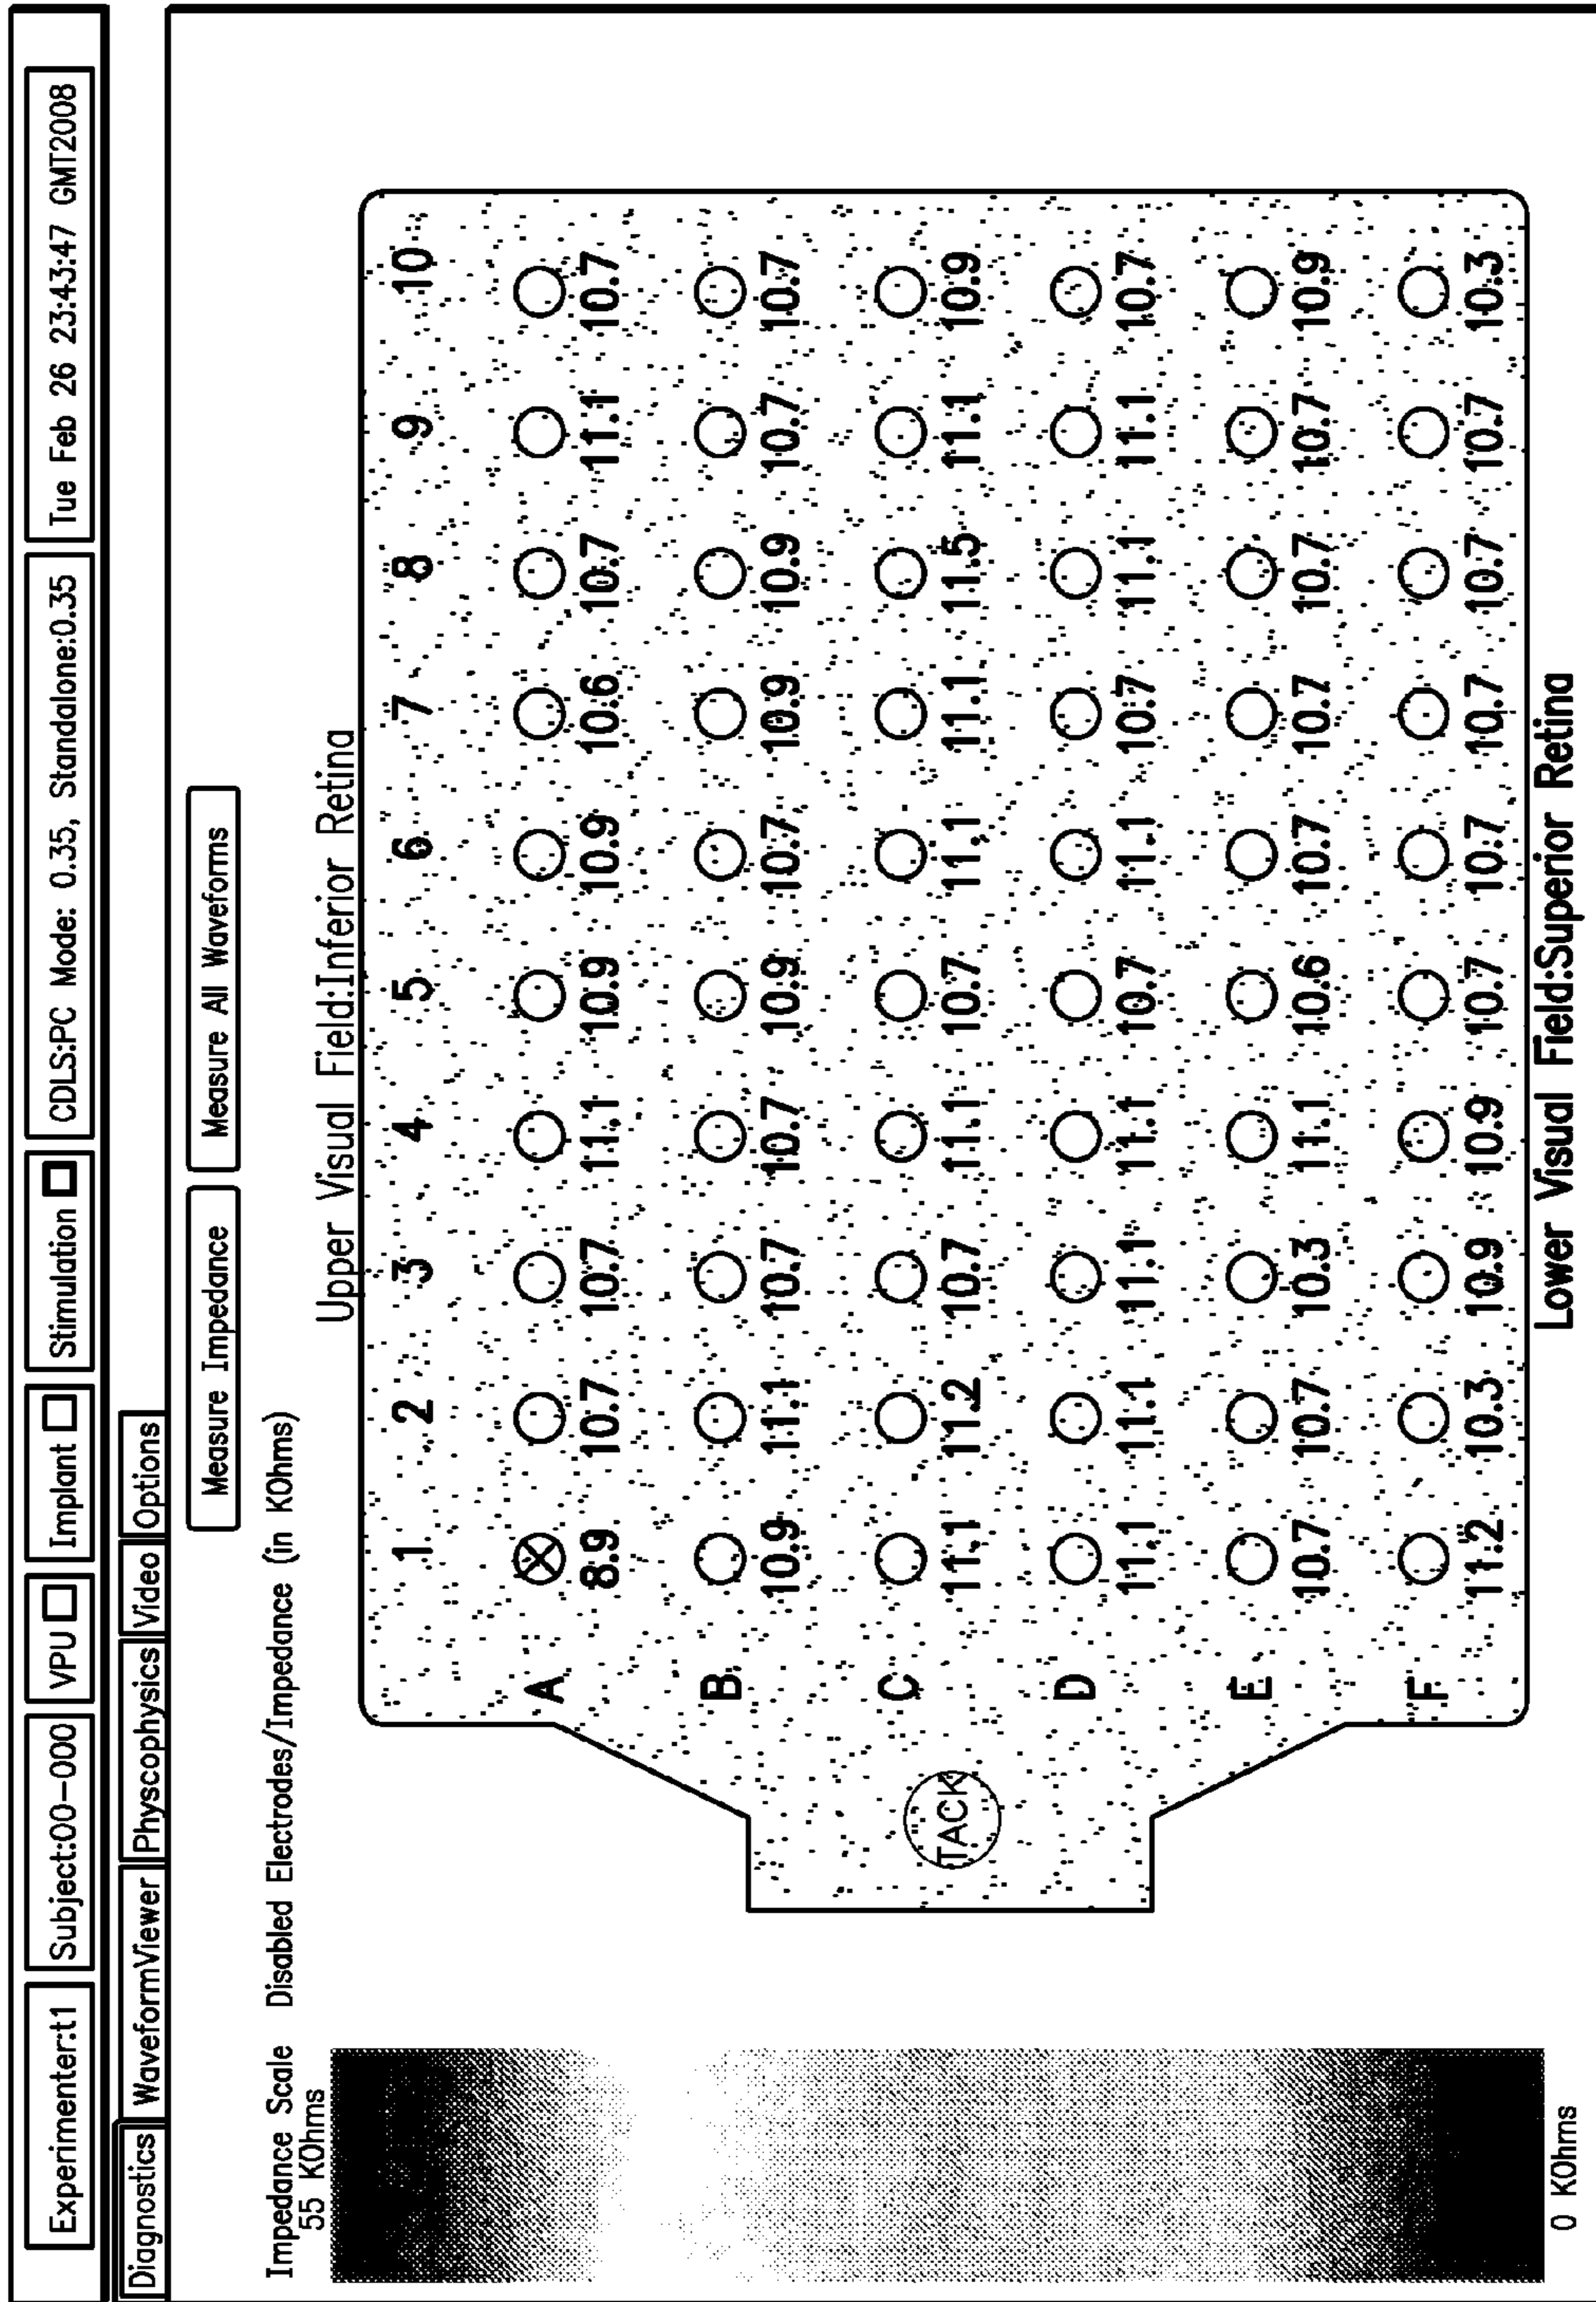 Experimenter:t1 Subject:00-000 VPU Implant Stimulation CDLS:PC Mode: 0.35, Standalone:0.35 Tue Feb 26 23:43:47 GMT2008
Diagnostics WaveformViewer Physcophysics Video Options
Measure Impedance Measure All Waveforms
Impedance Scale Disabled Electrodes/Impedance (in KOhms)
55 KOhms
Upper Visual Field:Inferior Retina
1 2 3 4 5 6 7 8 9 10
A
8.9 10.7 10.7 11.1 10.9 10.9 10.6 10.7 11.1 10.7
B
10.9 11.1 10.7 10.7 10.9 10.7 10.9 10.9 10.7 10.7
TACK
C
11.1 11.2 10.7 11.1 10.7 11.1 11.1 11.5 11.1 10.9
D
11.1 11.1 11.1 11.1 10.7 11.1 10.7 11.1 11.1 10.7
E
10.7 10.7 10.3 11.1 10.6 10.7 10.7 10.7 10.7 10.9
F
11.2 10.3 10.9 10.9 10.7 10.7 10.7 10.7 10.7 10.3
Lower Visual Field:Superior Retina
0 KOhms